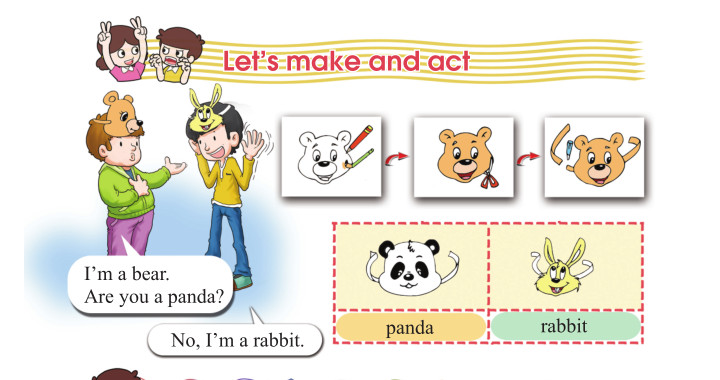 Let's make and act
I'm a bear.
Are you a panda?
No, I'm a rabbit.
panda
rabbit